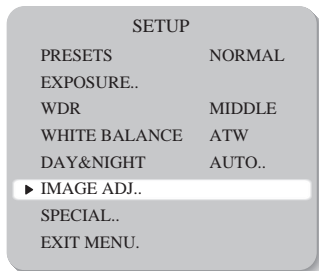 SETUP
PRESETS NORMAL
EXPOSURE..
WDR MIDDLE
WHITE BALANCE ATW
DAY&NIGHT AUTO..
IMAGE ADJ..
SPECIAL..
EXIT MENU.